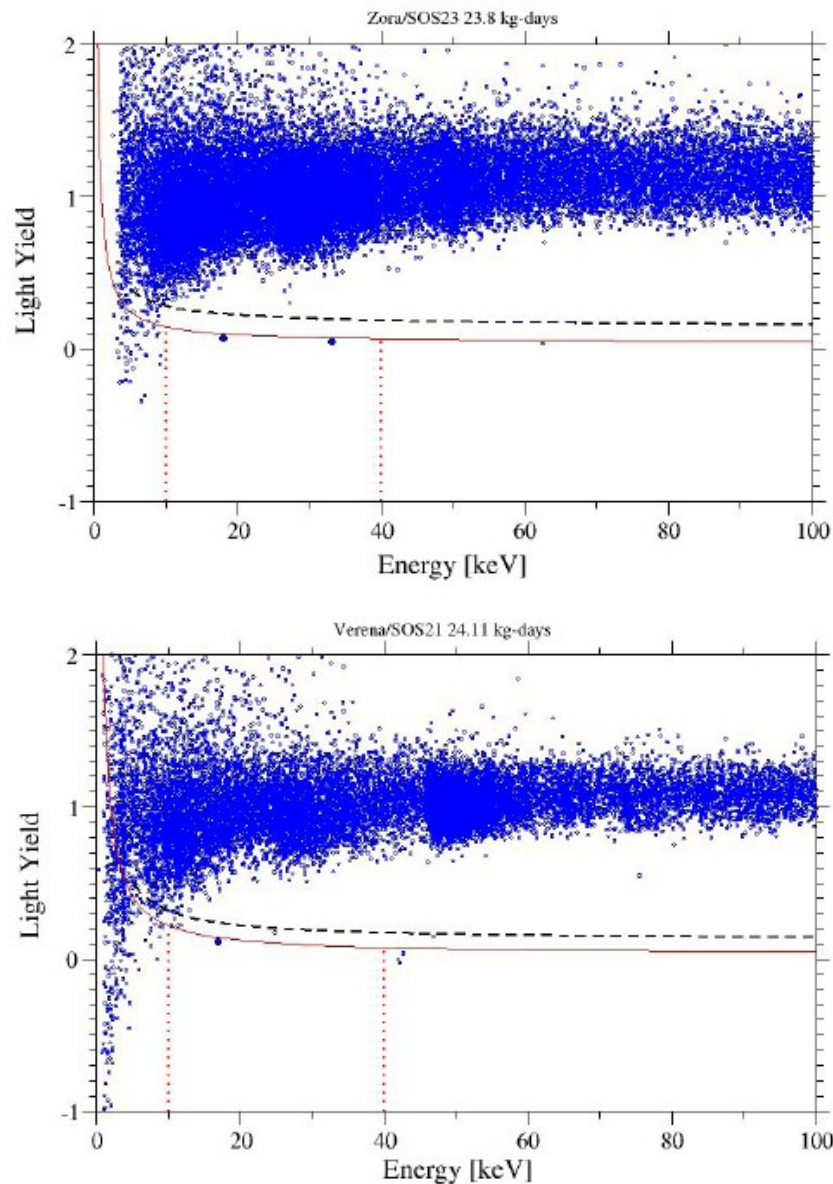 Zora/SOS23 23.8 kg-days
2
1
0
-1
Light Yield
0 20 40 60 80 100
Energy [keV]
Verena/SOS21 24.11 kg-days
2
1
0
-1
Light Yield
0 20 40 60 80 100
Energy [keV]